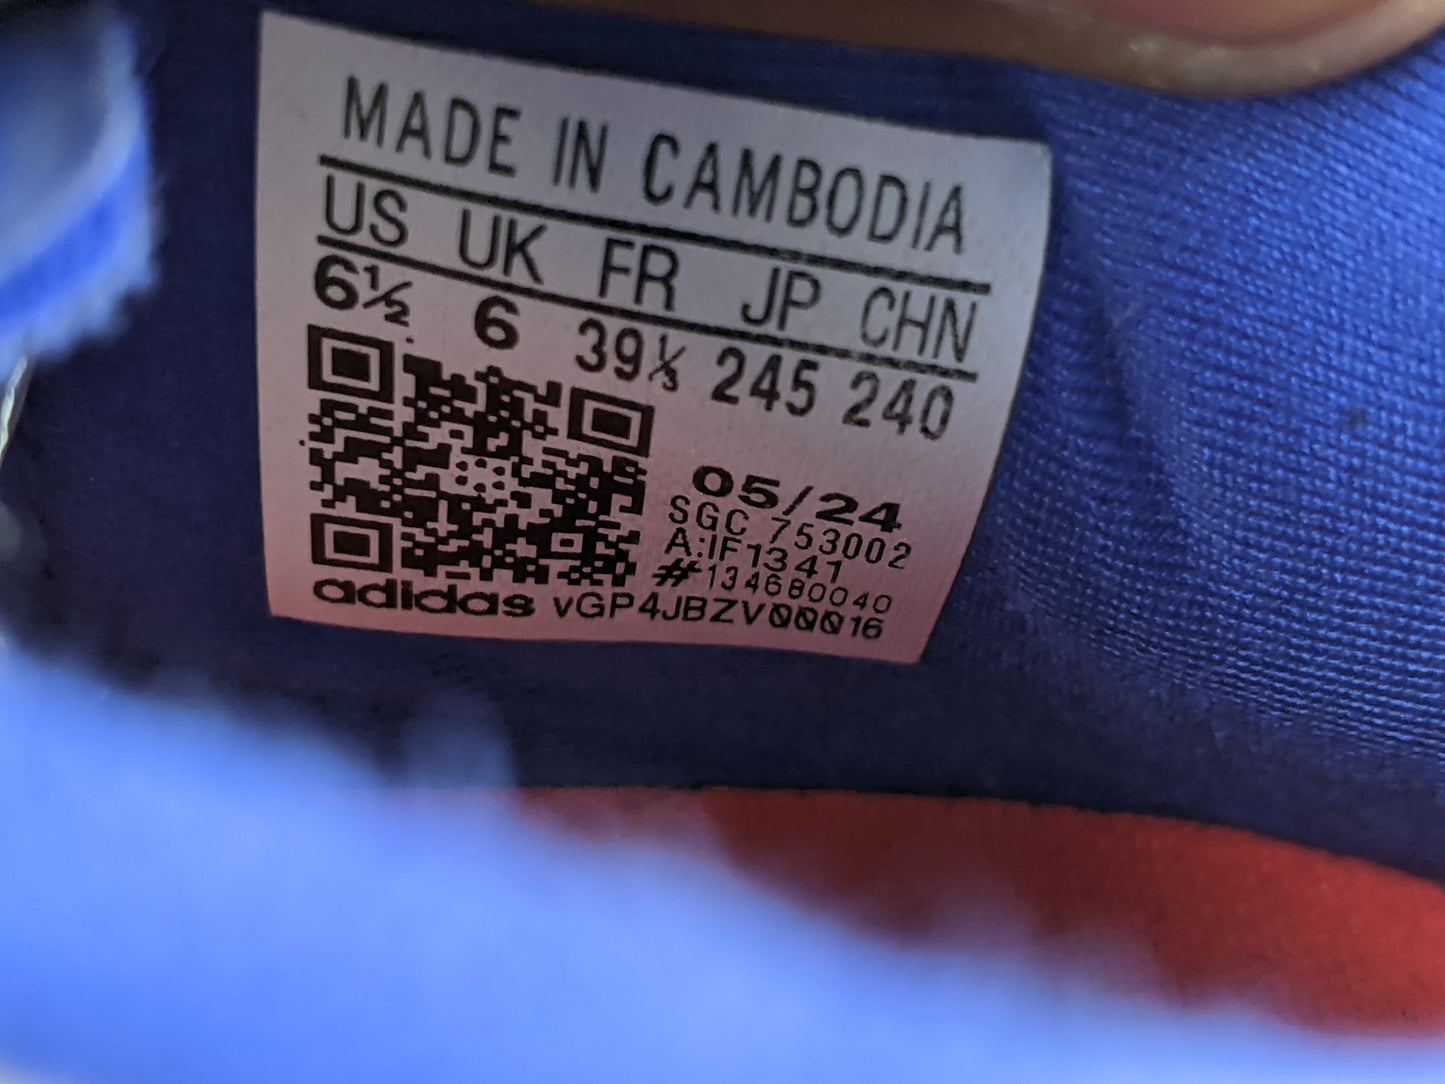 MADE IN CAMBODIA
US UK FR JP CHN
6½ 6 39⅓ 245 240
05/24
SGC 753002
A:IF1341
#134680040
adidas vGP4JBZV00016